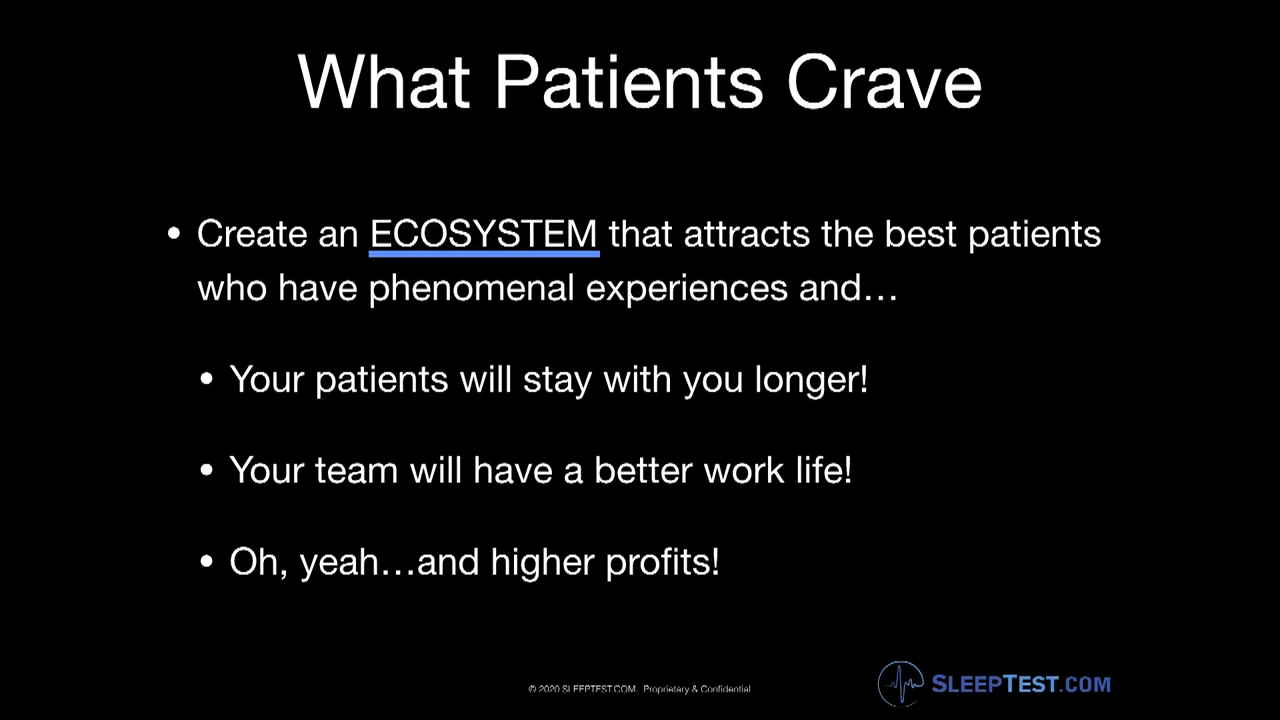 What Patients Crave
• Create an ECOSYSTEM that attracts the best patients
who have phenomenal experiences and…
• Your patients will stay with you longer!
• Your team will have a better work life!
• Oh, yeah…and higher profits!
© 2020 SLEEPTEST.COM. Proprietary & Confidential
SLEEPTEST.COM